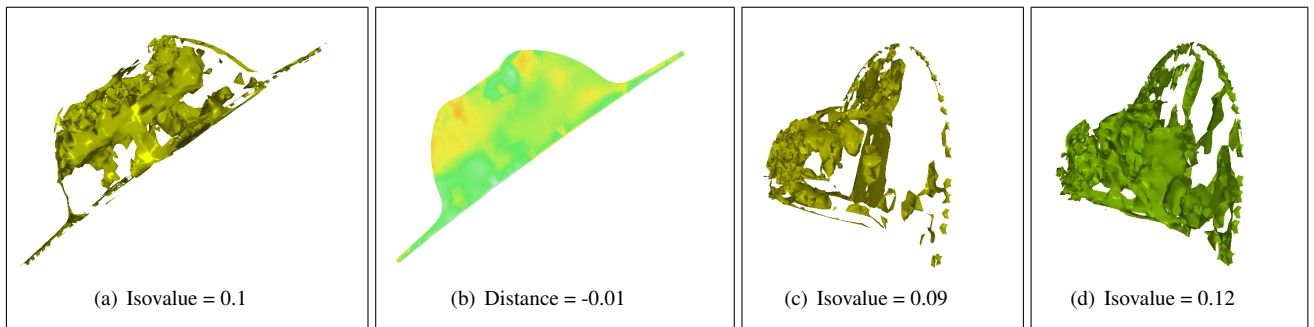 (a) Isovalue = 0.1
(b) Distance = -0.01
(c) Isovalue = 0.09
(d) Isovalue = 0.12